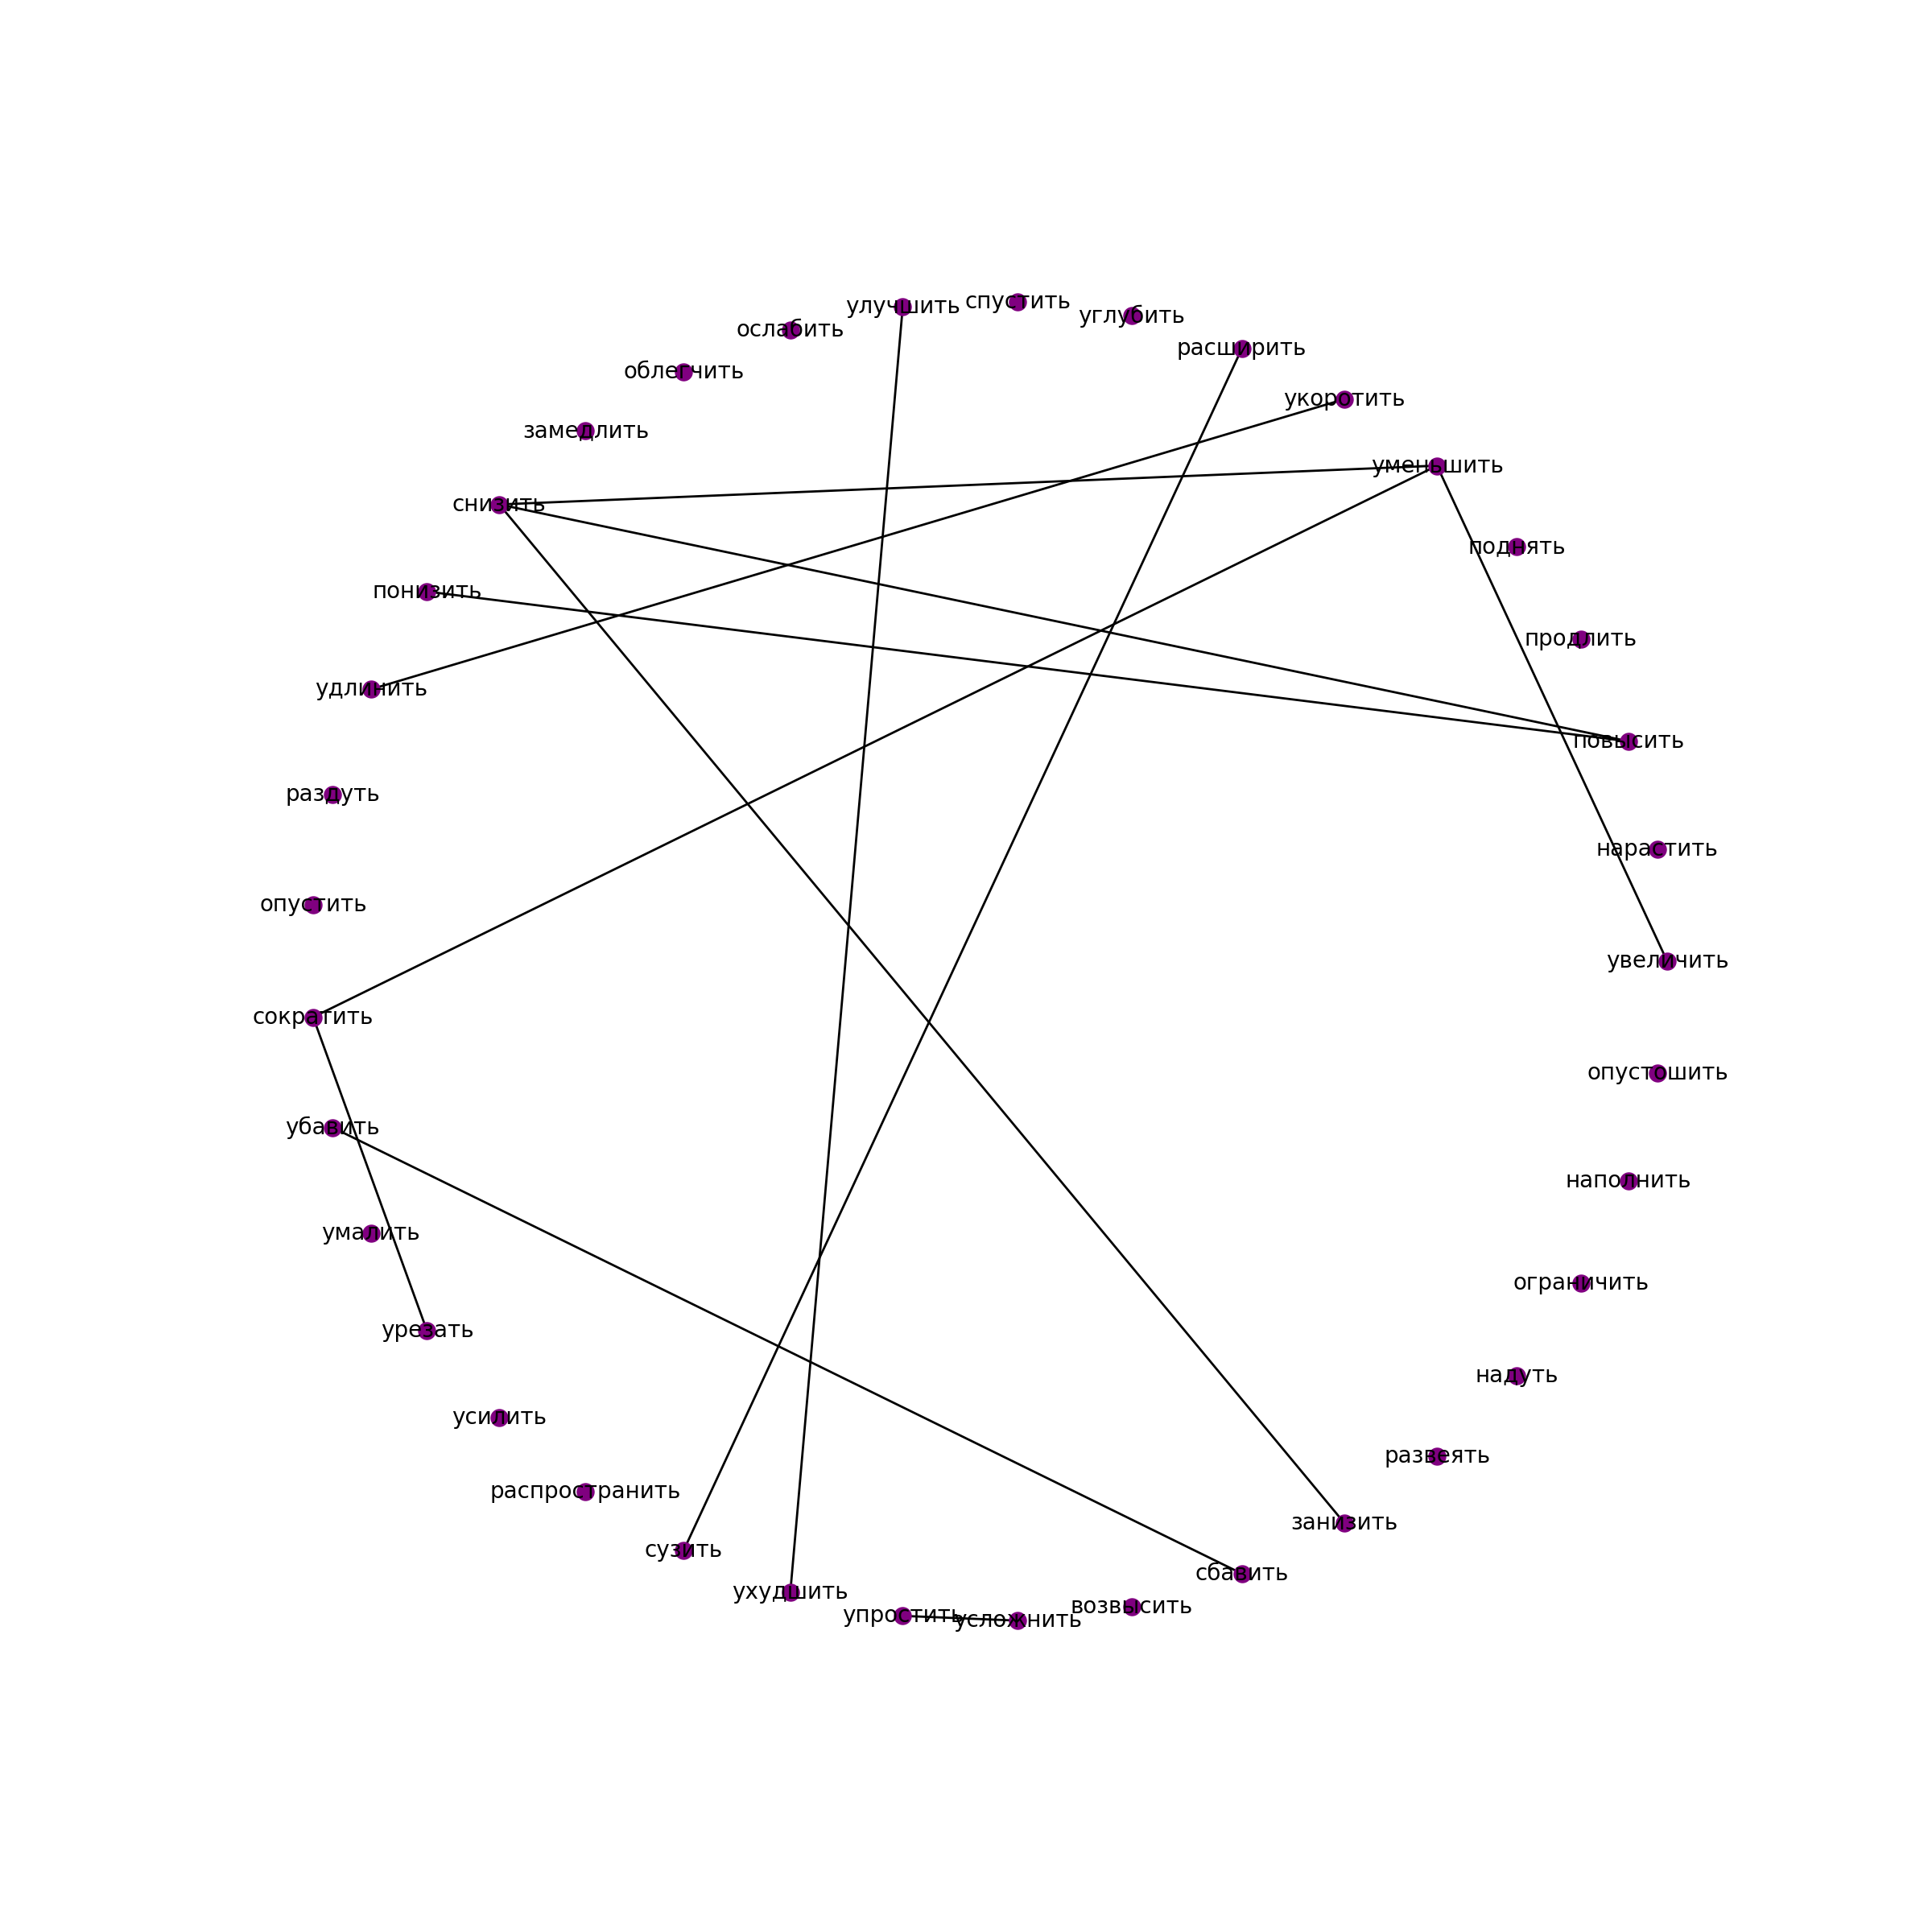 спустить
улучшить
углубить
ослабить
расширить
облегчить
укоротить
замедлить
уменьшить
снизить
поднять
понизить
продлить
удлинить
повысить
раздуть
нарастить
опустить
увеличить
сократить
опустошить
убавить
наполнить
умалить
ограничить
урезать
надуть
усилить
развеять
распространить
занизить
сузить
сбавить
ухудшить
возвысить
упростить
усложнить